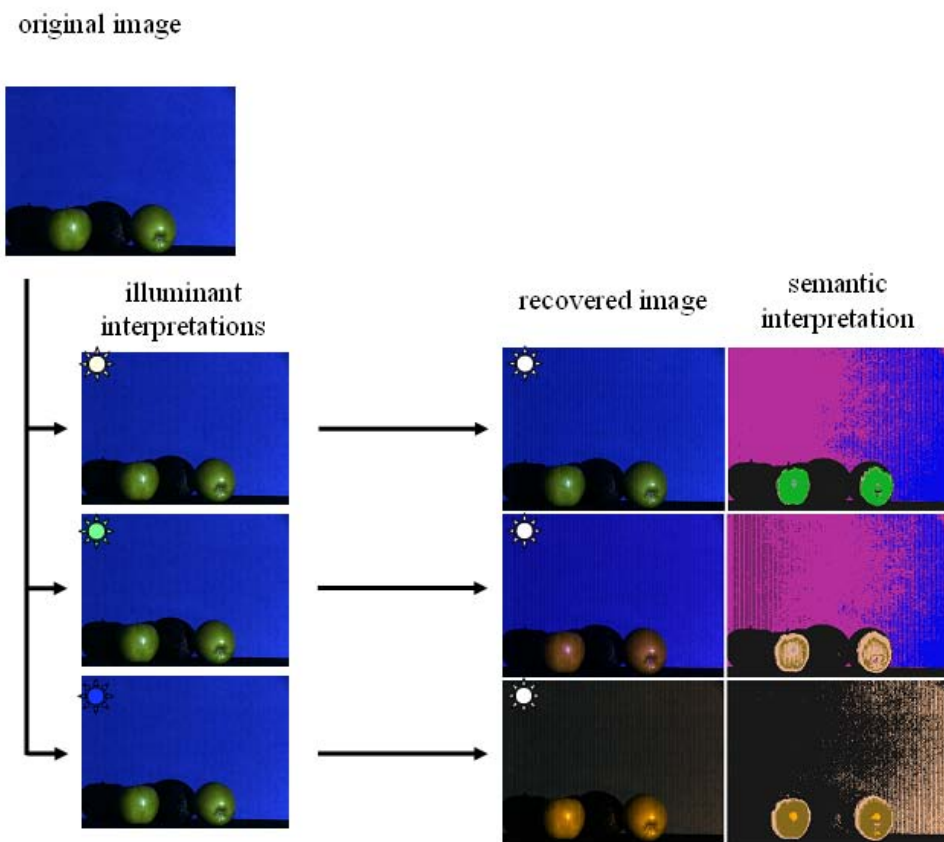 original image
illuminant
interpretations
recovered image
semantic
interpretation